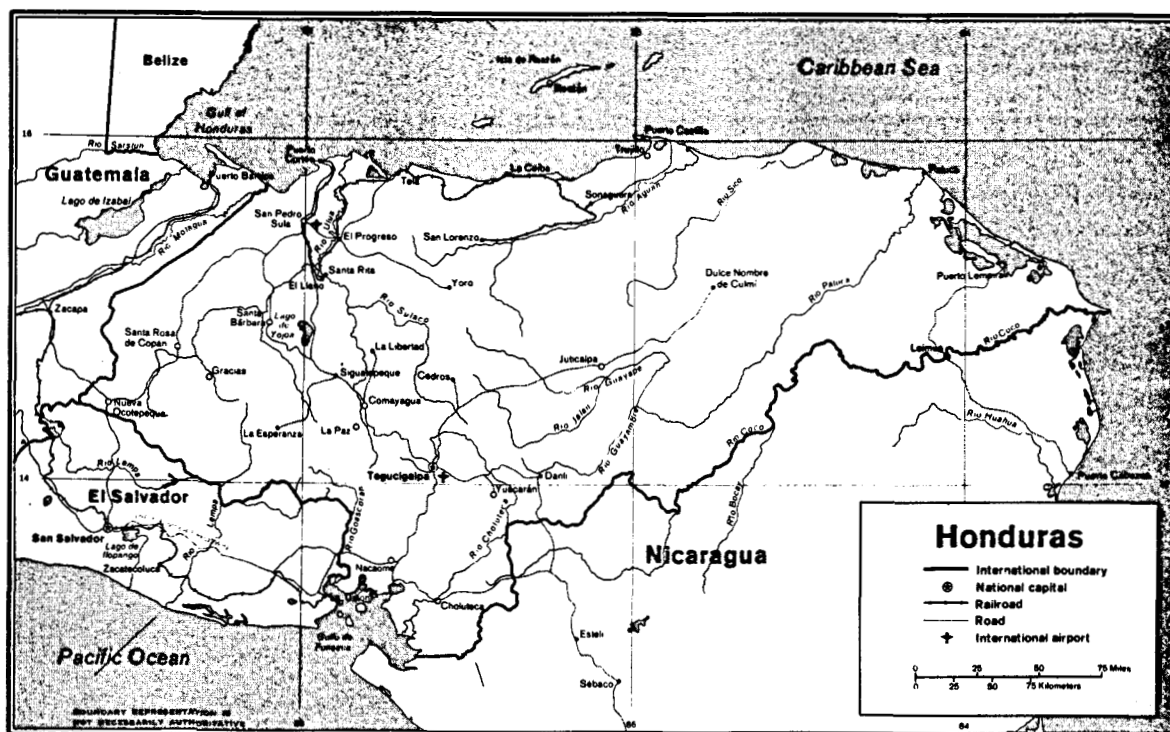 Belize
Isla de Roatán
Roatán
Caribbean Sea
Gulf of
Honduras
16
Río Sarstún
Puerto
Cortés
Puerto Castilla
Trujillo
Guatemala
Puerto Barrios
Lago de Izabal
Tela
La Ceiba
Sonaguera
Río Aguán
Río Sico
Río Motagua
San Pedro
Sula
Río Ulúa
El Progreso
San Lorenzo
Santa Rita
El Llano
Yoro
Dulce Nombre
de Culmí
Río Patuca
Puerto Lempira
Zacapa
Santa
Bárbara
Lago
de
Yojoa
Río Sulaco
Santa Rosa
de Copán
La Libertad
Río Coco
Leimus
Gracias
Siguatepeque
Cedros
Juticalpa
Río Guayape
Nueva
Ocotepeque
Comayagua
La Esperanza
La Paz
Río Jalán
Río Guayambre
Río Coco
Río Huahua
Río Lempa
Tegucigalpa
14
Danlí
Yuscarán
Puerto Cabezas
El Salvador
Río Lempa
Río Goascorán
Río Choluteca
Río Bocay
San Salvador
Lago de
Ilopango
Zacatecoluca
Nacaome
Choluteca
Nicaragua
Golfo de
Fonseca
Estelí
Sébaco
Pacific Ocean
BOUNDARY REPRESENTATION IS
NOT NECESSARILY AUTHORITATIVE
86
84
Honduras
International boundary
National capital
Railroad
Road
International airport
0 25 50 75 Miles
0 25 50 75 Kilometers